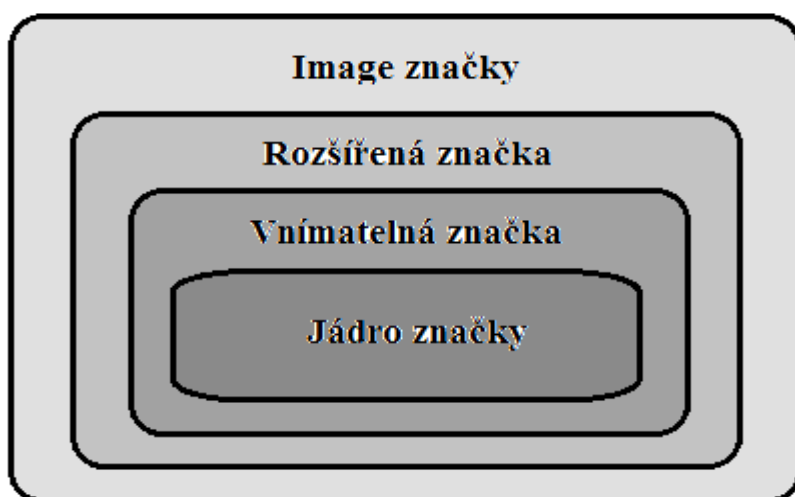 Image značky
Rozšířená značka
Vnímatelná značka
Jádro značky